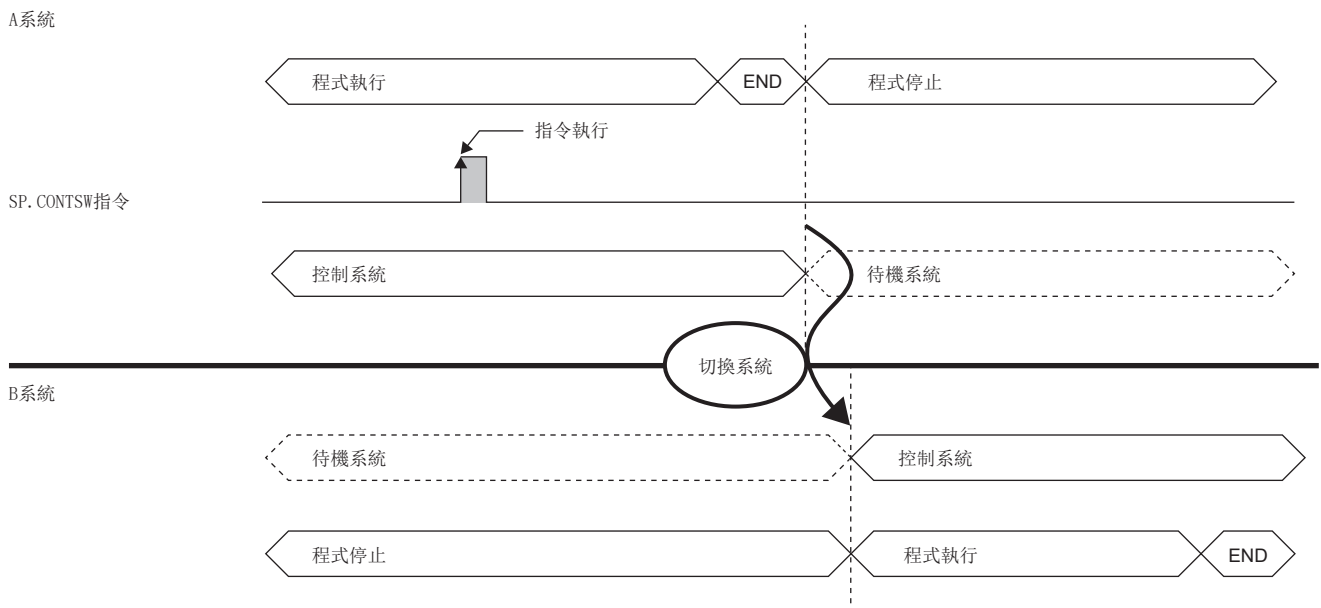 A系統
程式執行
END
程式停止
指令執行
SP.CONTSW指令
控制系統
待機系統
切換系統
B系統
待機系統
控制系統
程式停止
程式執行
END